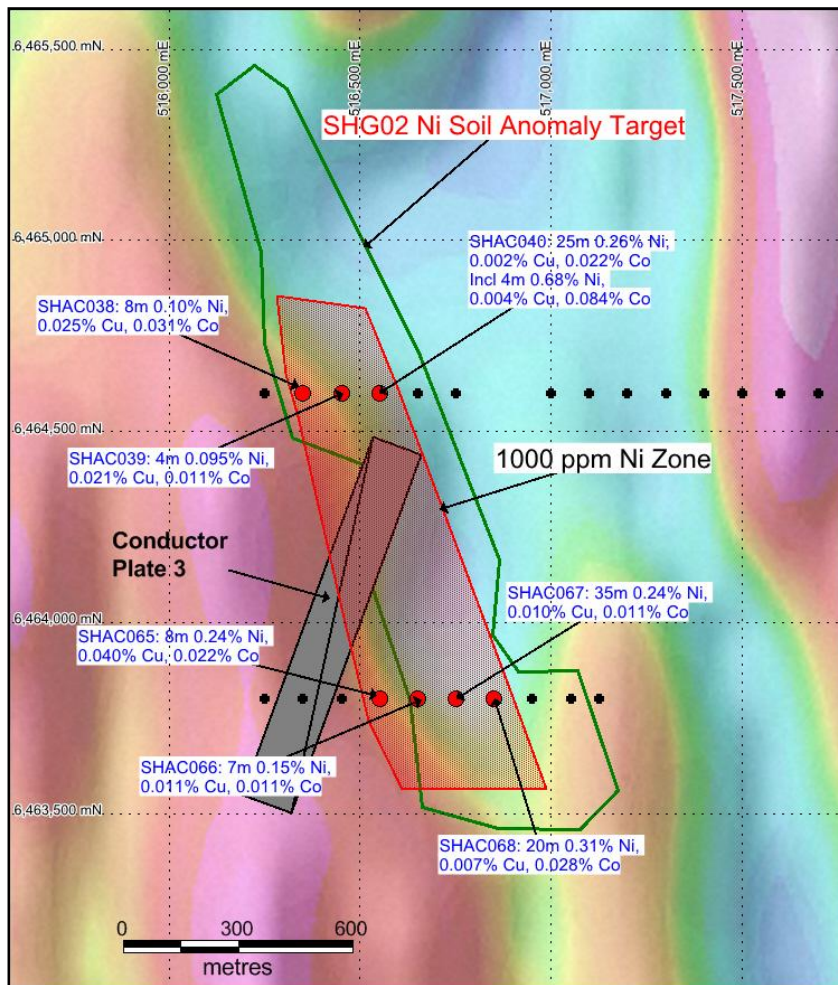 6,465,500 mN
516,000 mE
516,500 mE
517,000 mE
517,500 mE
SHG02 Ni Soil Anomaly Target
6,465,000 mN
SHAC040: 25m 0.26% Ni,
0.002% Cu, 0.022% Co
Incl 4m 0.68% Ni,
0.004% Cu, 0.084% Co
SHAC038: 8m 0.10% Ni,
0.025% Cu, 0.031% Co
6,464,500 mN
SHAC039: 4m 0.095% Ni,
0.021% Cu, 0.011% Co
1000 ppm Ni Zone
Conductor
Plate 3
SHAC067: 35m 0.24% Ni,
0.010% Cu, 0.011% Co
6,464,000 mN
SHAC065: 8m 0.24% Ni,
0.040% Cu, 0.022% Co
SHAC066: 7m 0.15% Ni,
0.011% Cu, 0.011% Co
6,463,500 mN
SHAC068: 20m 0.31% Ni,
0.007% Cu, 0.028% Co
0 300 600
metres